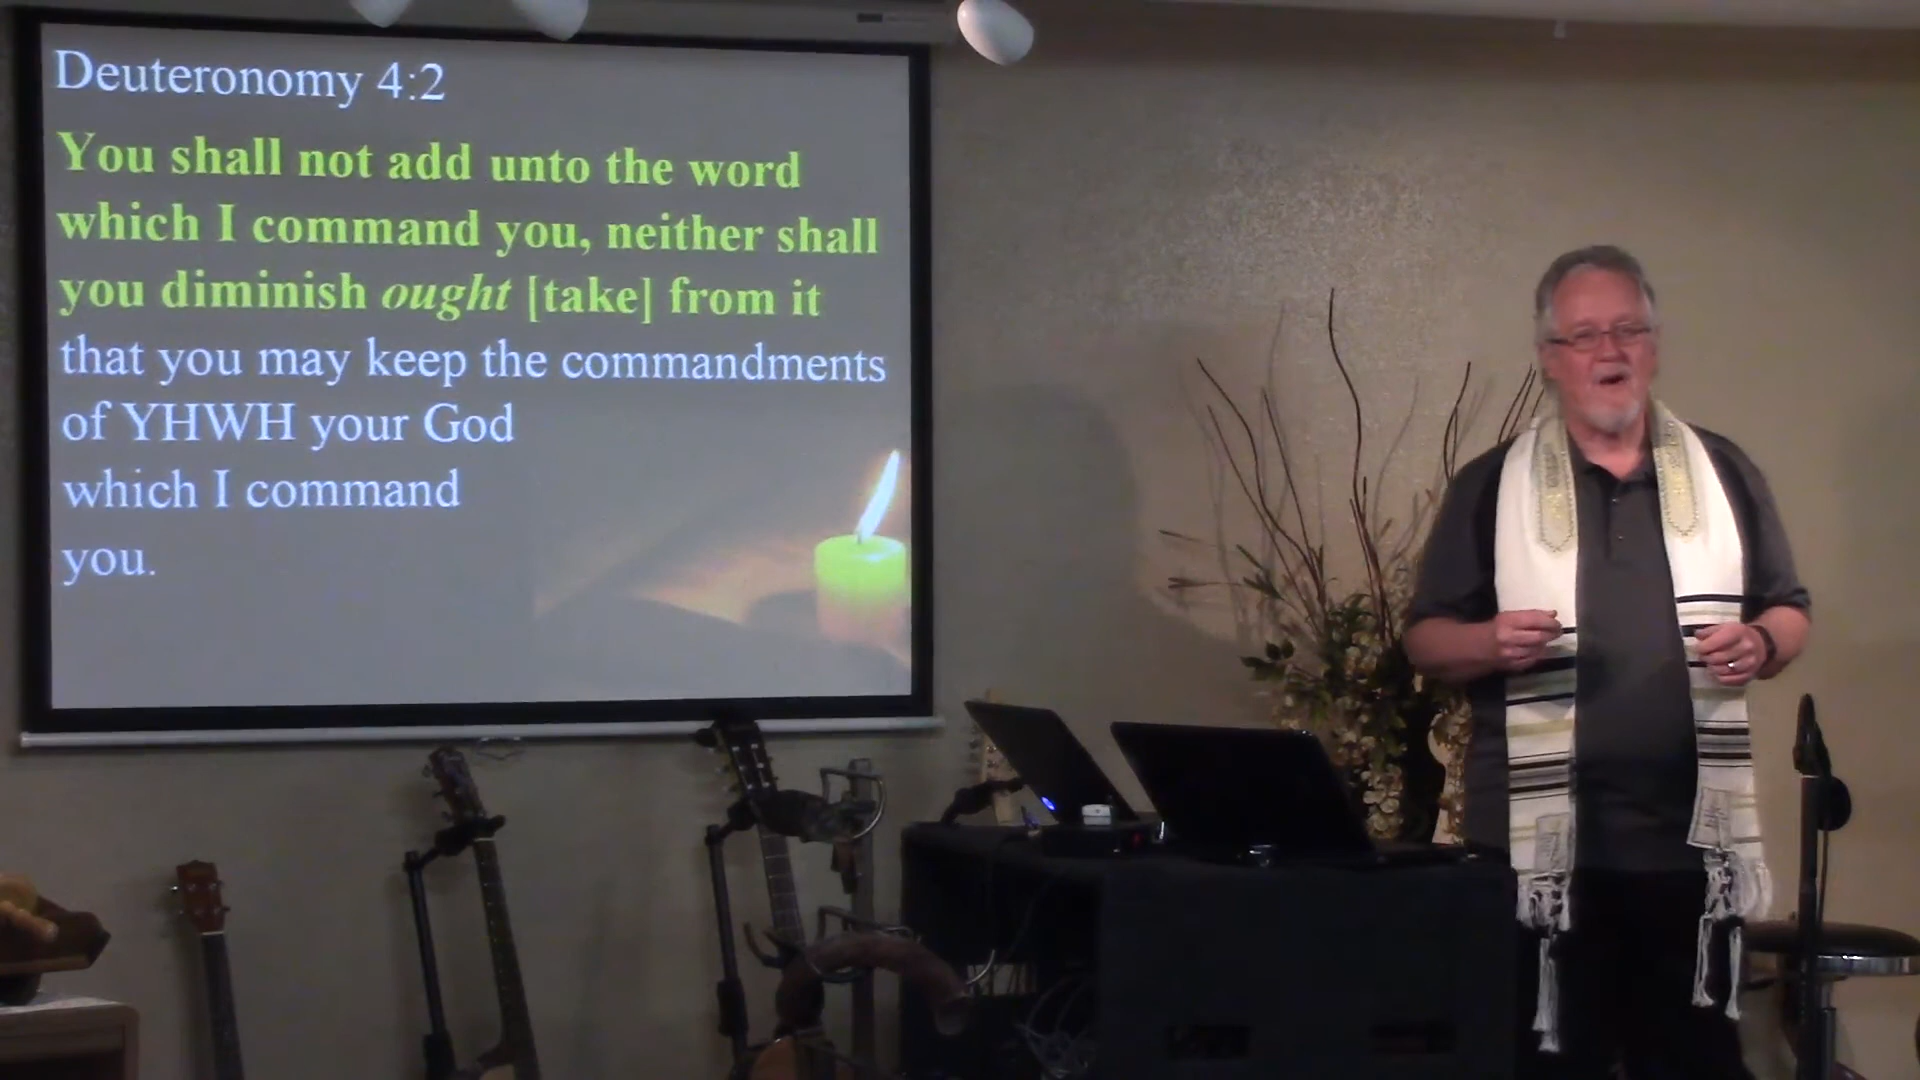 Deuteronomy 4:2
You shall not add unto the word
which I command you, neither shall
you diminish ought [take] from it
that you may keep the commandments
of YHWH your God
which I command
you.